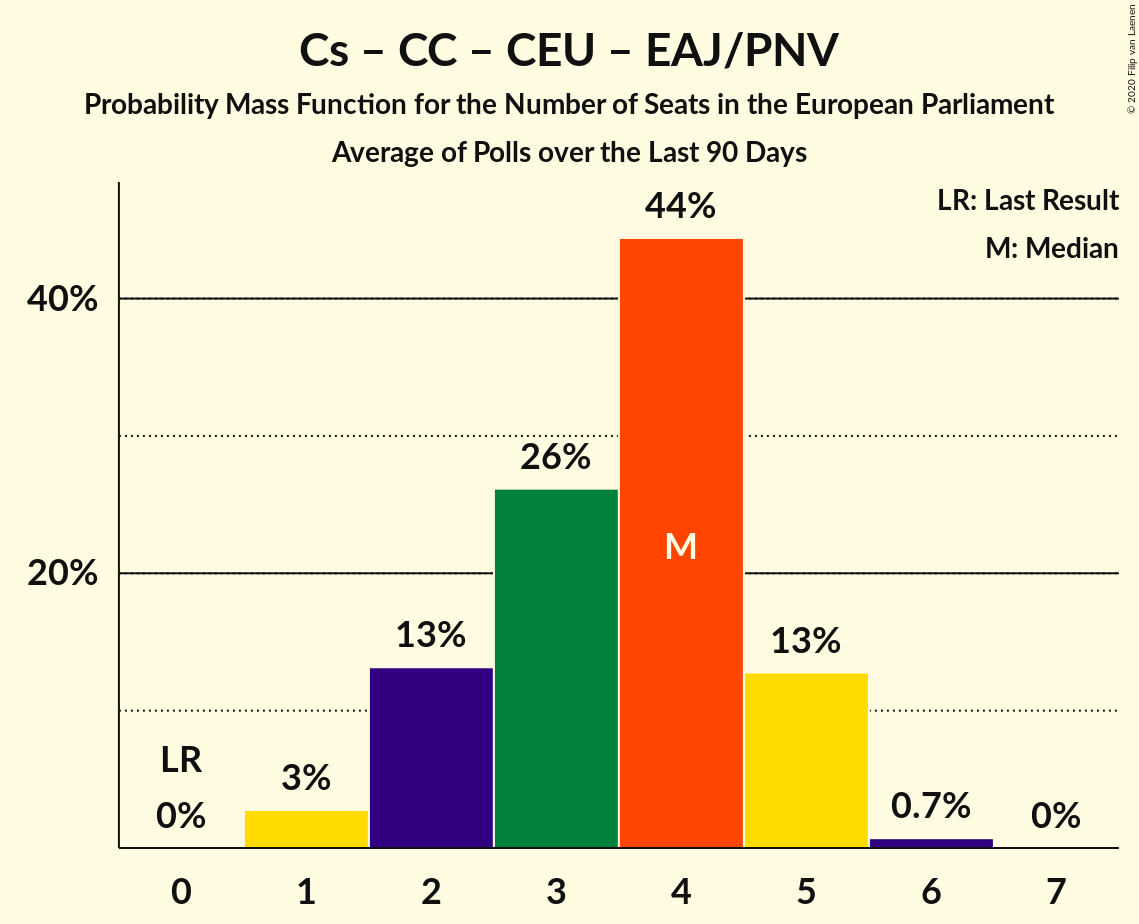 Cs – CC – CEU – EAJ/PNV
Probability Mass Function for the Number of Seats in the European Parliament
Average of Polls over the Last 90 Days
© 2020 Filip van Laenen
LR: Last Result
M: Median
44%
40%
26%
M
20%
13%
13%
LR
3%
0%
0.7%
0%
0 1 2 3 4 5 6 7